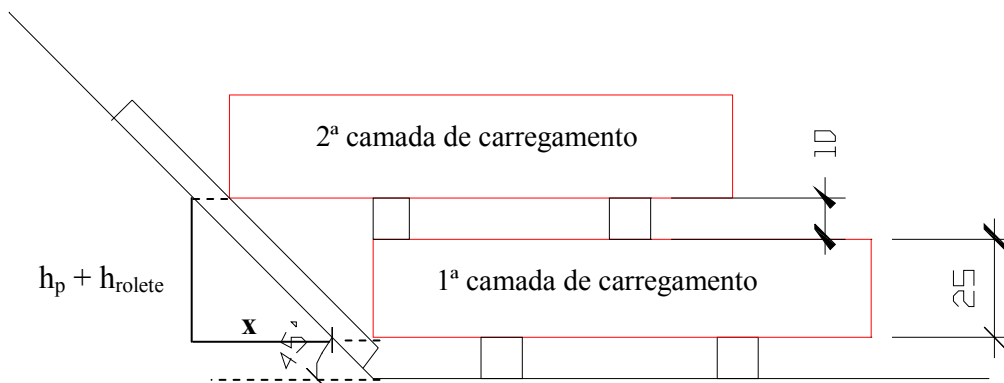 2ª camada de carregamento
10
1ª camada de carregamento
25
hp + hrolete
x
45°